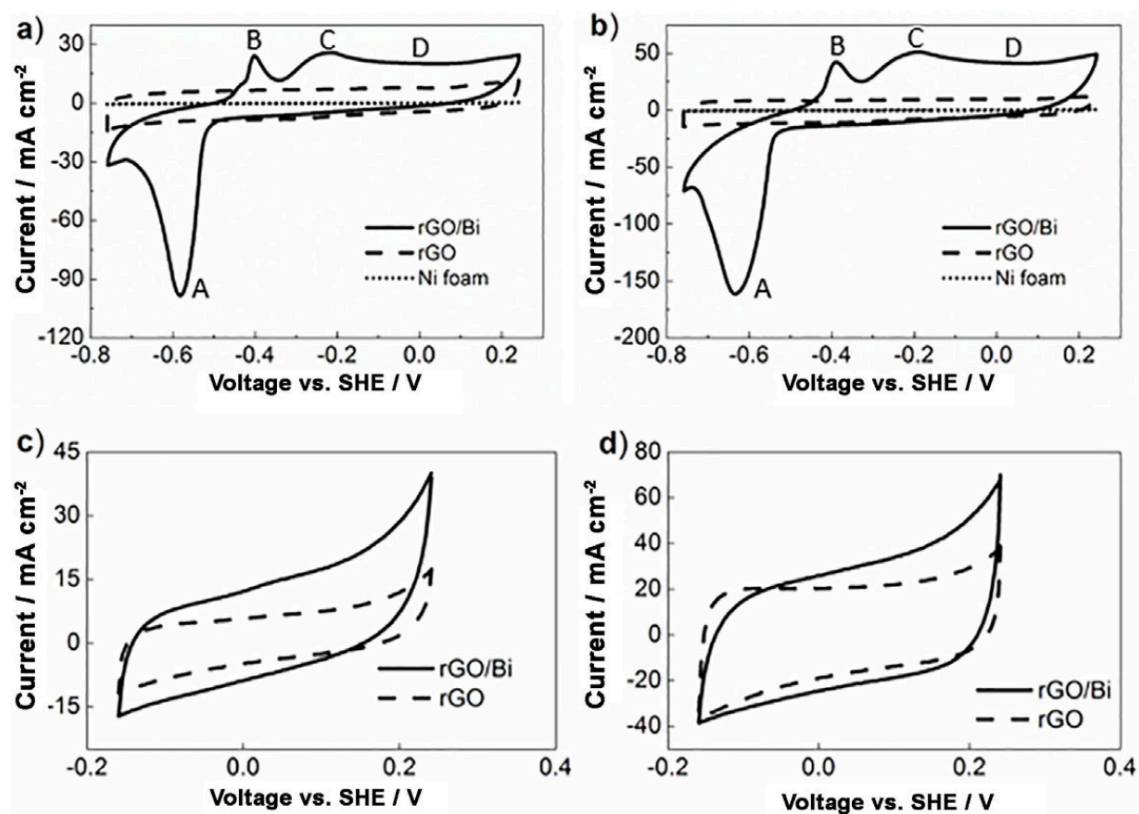 a)
30
0
-30
-60
-90
-120
Current / mA cm⁻²
B
C
D
A
rGO/Bi
rGO
Ni foam
-0.8 -0.6 -0.4 -0.2 0.0 0.2
Voltage vs. SHE / V
b)
50
0
-50
-100
-150
-200
Current / mA cm⁻²
B
C
D
A
rGO/Bi
rGO
Ni foam
-0.8 -0.6 -0.4 -0.2 0.0 0.2
Voltage vs. SHE / V
c)
45
30
15
0
-15
Current / mA cm⁻²
rGO/Bi
rGO
-0.2 0.0 0.2 0.4
Voltage vs. SHE / V
d)
80
60
40
20
0
-20
-40
Current / mA cm⁻²
rGO/Bi
rGO
-0.2 0.0 0.2 0.4
Voltage vs. SHE / V